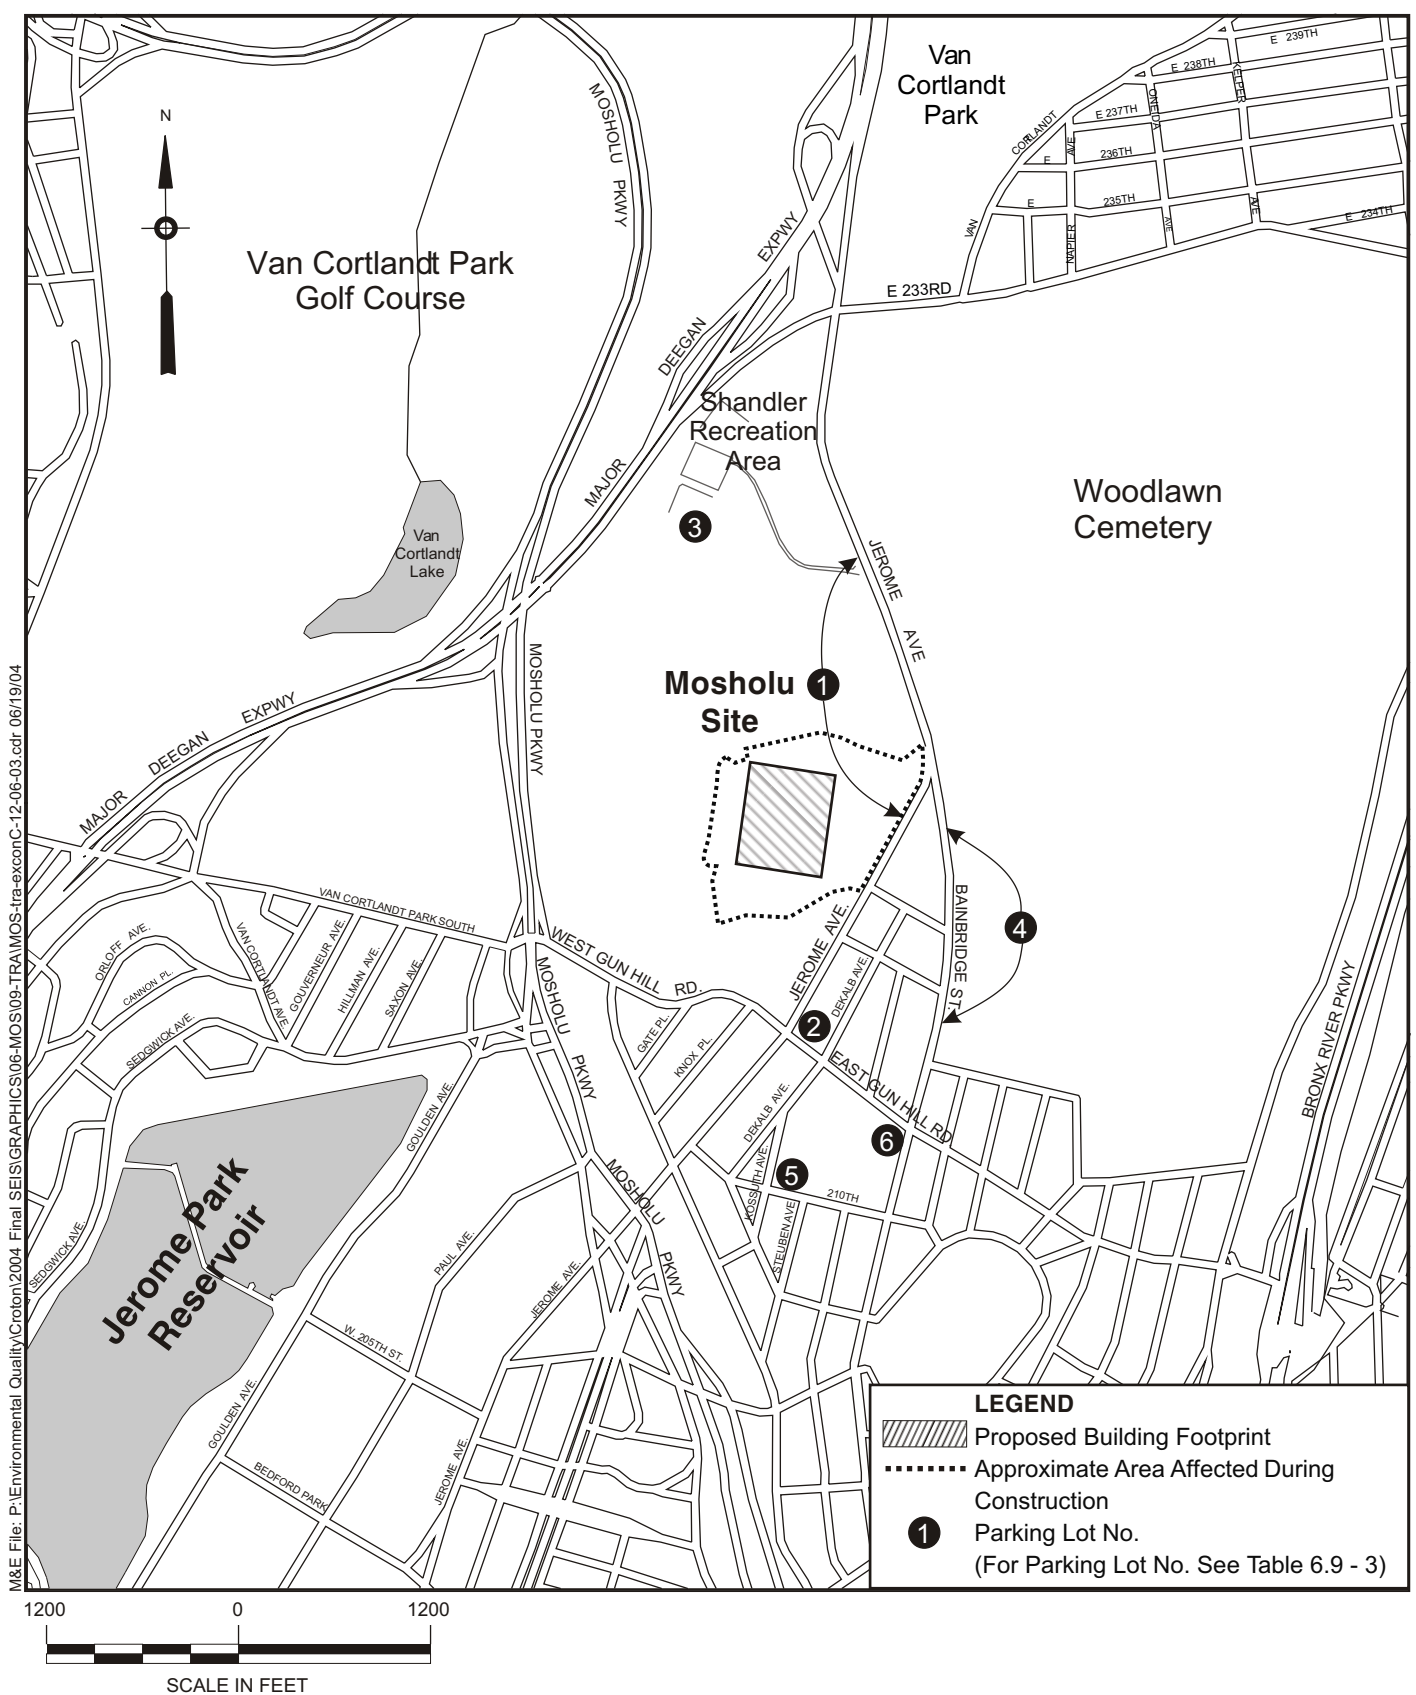 Van
Cortlandt
Park
E 239TH
E 238TH
KELPER
ONEIDA
E 237TH
CORTLANDT
AVE
236TH
E
235TH
E
AVE
AVE
E 234TH
VAN
NAPIER
E 233RD
N
MOSHOLU PKWY
EXPWY
DEEGAN
MAJOR
Van Cortlandt Park
Golf Course
Shandler
Recreation
Area
3
Woodlawn
Cemetery
Van
Cortlandt
Lake
JEROME AVE
Mosholu
Site
1
MOSHOLU PKWY
EXPWY
DEEGAN
MAJOR
VAN CORTLANDT PARK SOUTH
ORLOFF AVE.
CANNON PL.
SEDGWICK AVE.
VAN CORTLANDT AVE.
GOUVERNEUR AVE.
HILLMAN AVE.
SAXON AVE.
WEST GUN HILL RD.
JEROME AVE.
DEKALB AVE.
BAINBRIDGE ST.
4
2
MOSHOLU PKWY
GATE PL.
KNOX PL.
EAST GUN HILL RD
BRONX RIVER PKWY
GOULDEN AVE.
DEKALB AVE.
6
5
KOSSUTH AVE.
210TH
STEUBEN AVE
MOSHOLU PKWY
Jerome Park
Reservoir
SEDGWICK AVE.
PAUL AVE.
JEROME AVE.
W. 205TH ST.
GOULDEN AVE.
BEDFORD PARK
JEROME AVE.
LEGEND
Proposed Building Footprint
Approximate Area Affected During
Construction
1 Parking Lot No.
(For Parking Lot No. See Table 6.9 - 3)
M&E File: P:\Environmental Quality\Croton\2004 Final SEIS\GRAPHICS\06-MOS\09-TRA\MOS-tra-exconC-12-06-03.cdr 06/19/04
1200 0 1200
SCALE IN FEET